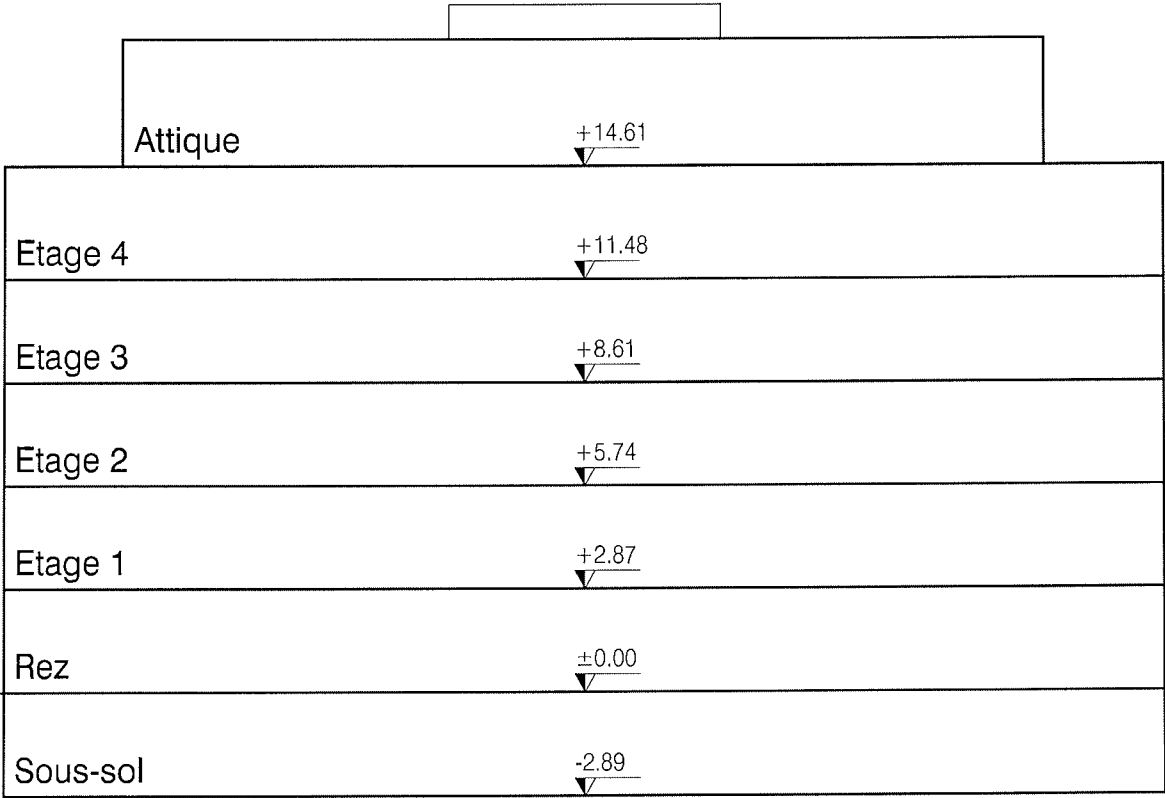 Attique +14.61
Etage 4 +11.48
Etage 3 +8.61
Etage 2 +5.74
Etage 1 +2.87
Rez ±0.00
Sous-sol -2.89